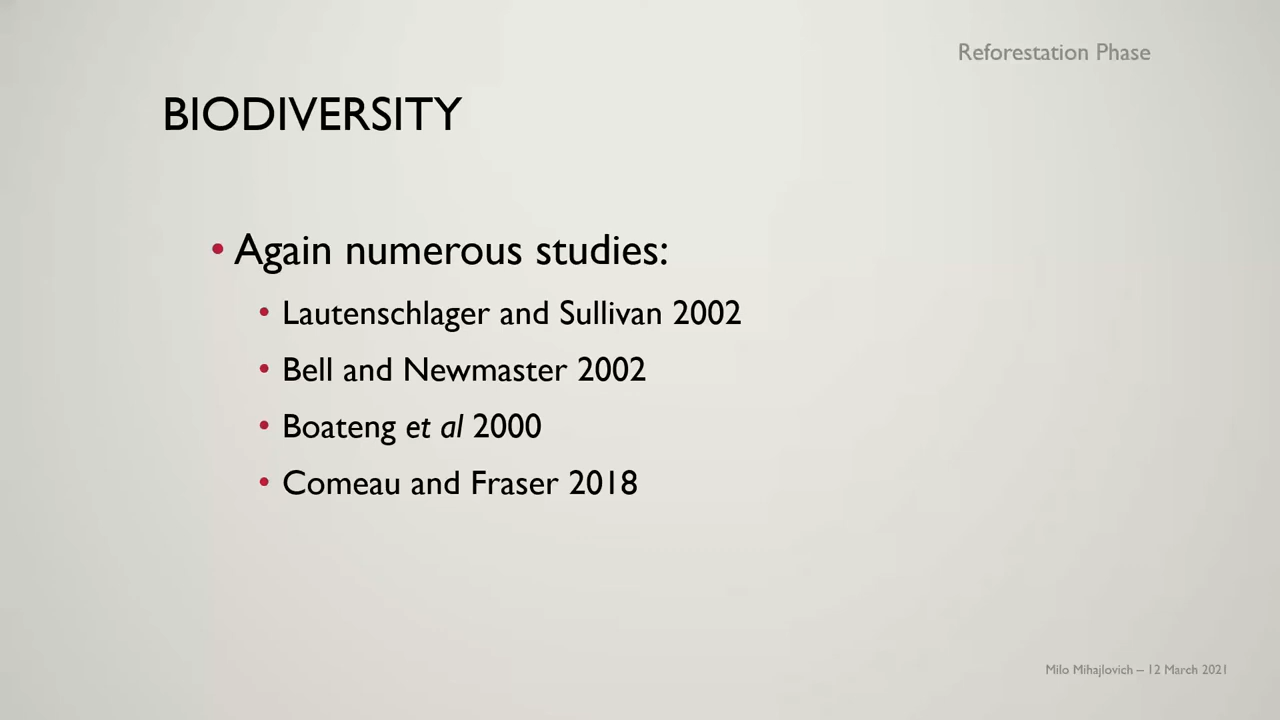 Reforestation Phase
BIODIVERSITY
• Again numerous studies:
• Lautenschlager and Sullivan 2002
• Bell and Newmaster 2002
• Boateng et al 2000
• Comeau and Fraser 2018
Milo Mihajlovich – 12 March 2021